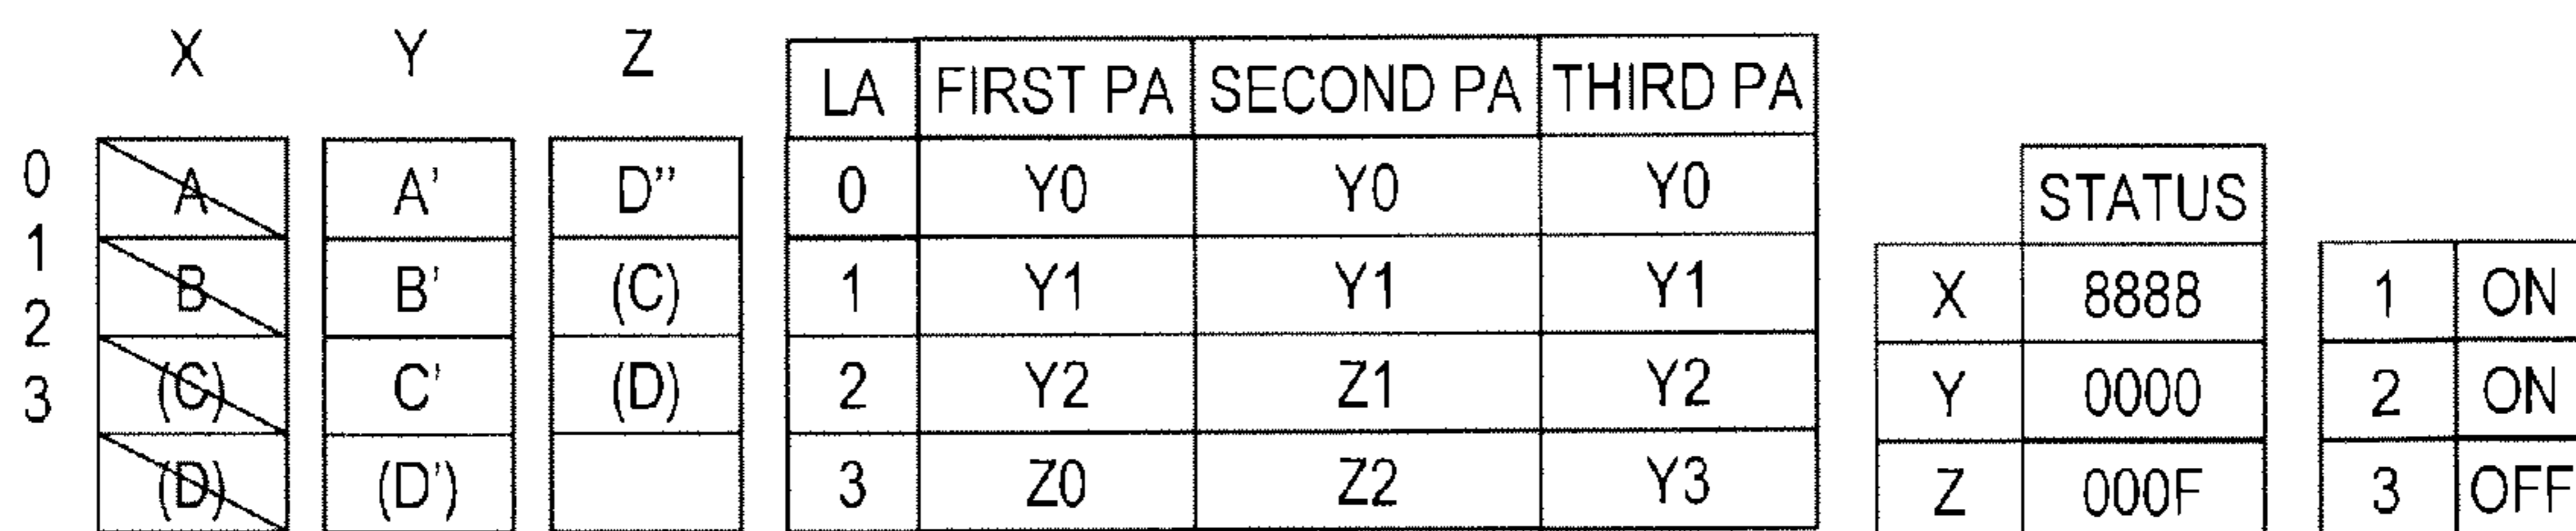 X Y Z
LA FIRST PA SECOND PA THIRD PA
0 A A' D" 0 Y0 Y0 Y0 STATUS
1 B B' (C) 1 Y1 Y1 Y1 X 8888 1 ON
2 (C) C' (D) 2 Y2 Z1 Y2 Y 0000 2 ON
3 (D) (D') 3 Z0 Z2 Y3 Z 000F 3 OFF